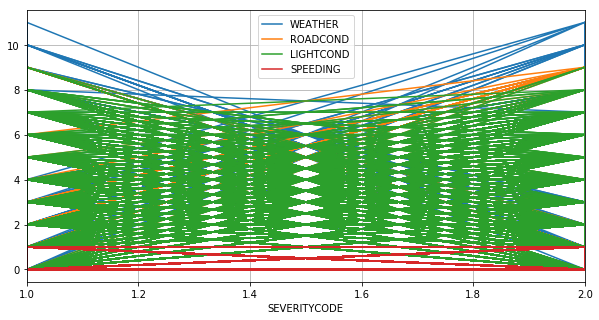 WEATHER
ROADCOND
LIGHTCOND
SPEEDING
10
8
6
4
2
0
1.0 1.2 1.4 1.6 1.8 2.0
SEVERITYCODE